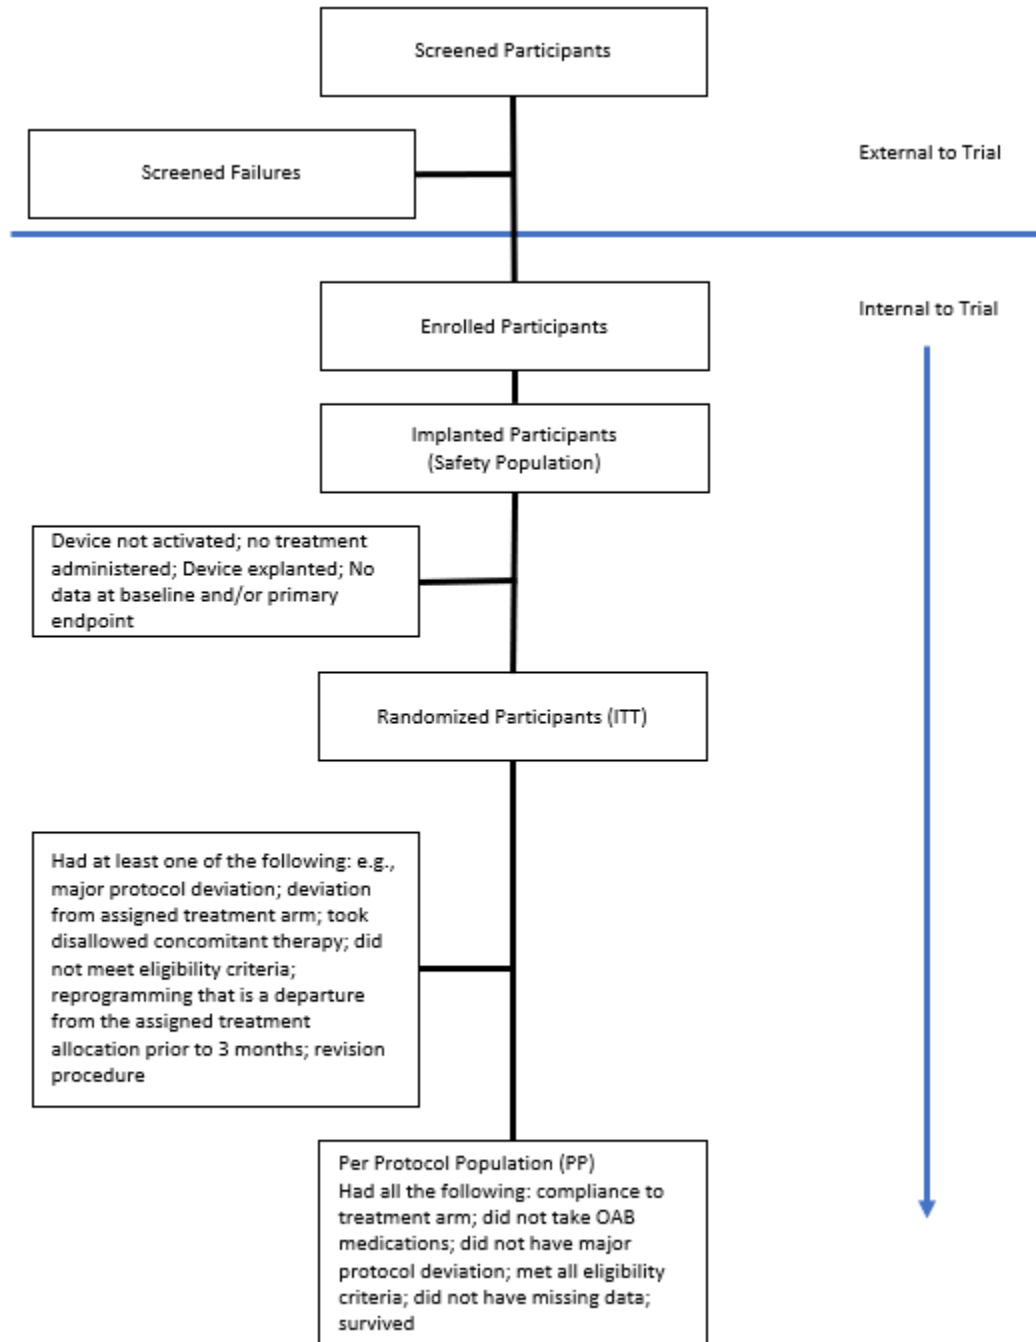 Screened Participants
External to Trial
Screened Failures
Internal to Trial
Enrolled Participants
Implanted Participants
(Safety Population)
Device not activated; no treatment
administered; Device explanted; No
data at baseline and/or primary
endpoint
Randomized Participants (ITT)
Had at least one of the following: e.g.,
major protocol deviation; deviation
from assigned treatment arm; took
disallowed concomitant therapy; did
not meet eligibility criteria;
reprogramming that is a departure
from the assigned treatment
allocation prior to 3 months; revision
procedure
Per Protocol Population (PP)
Had all the following: compliance to
treatment arm; did not take OAB
medications; did not have major
protocol deviation; met all eligibility
criteria; did not have missing data;
survived